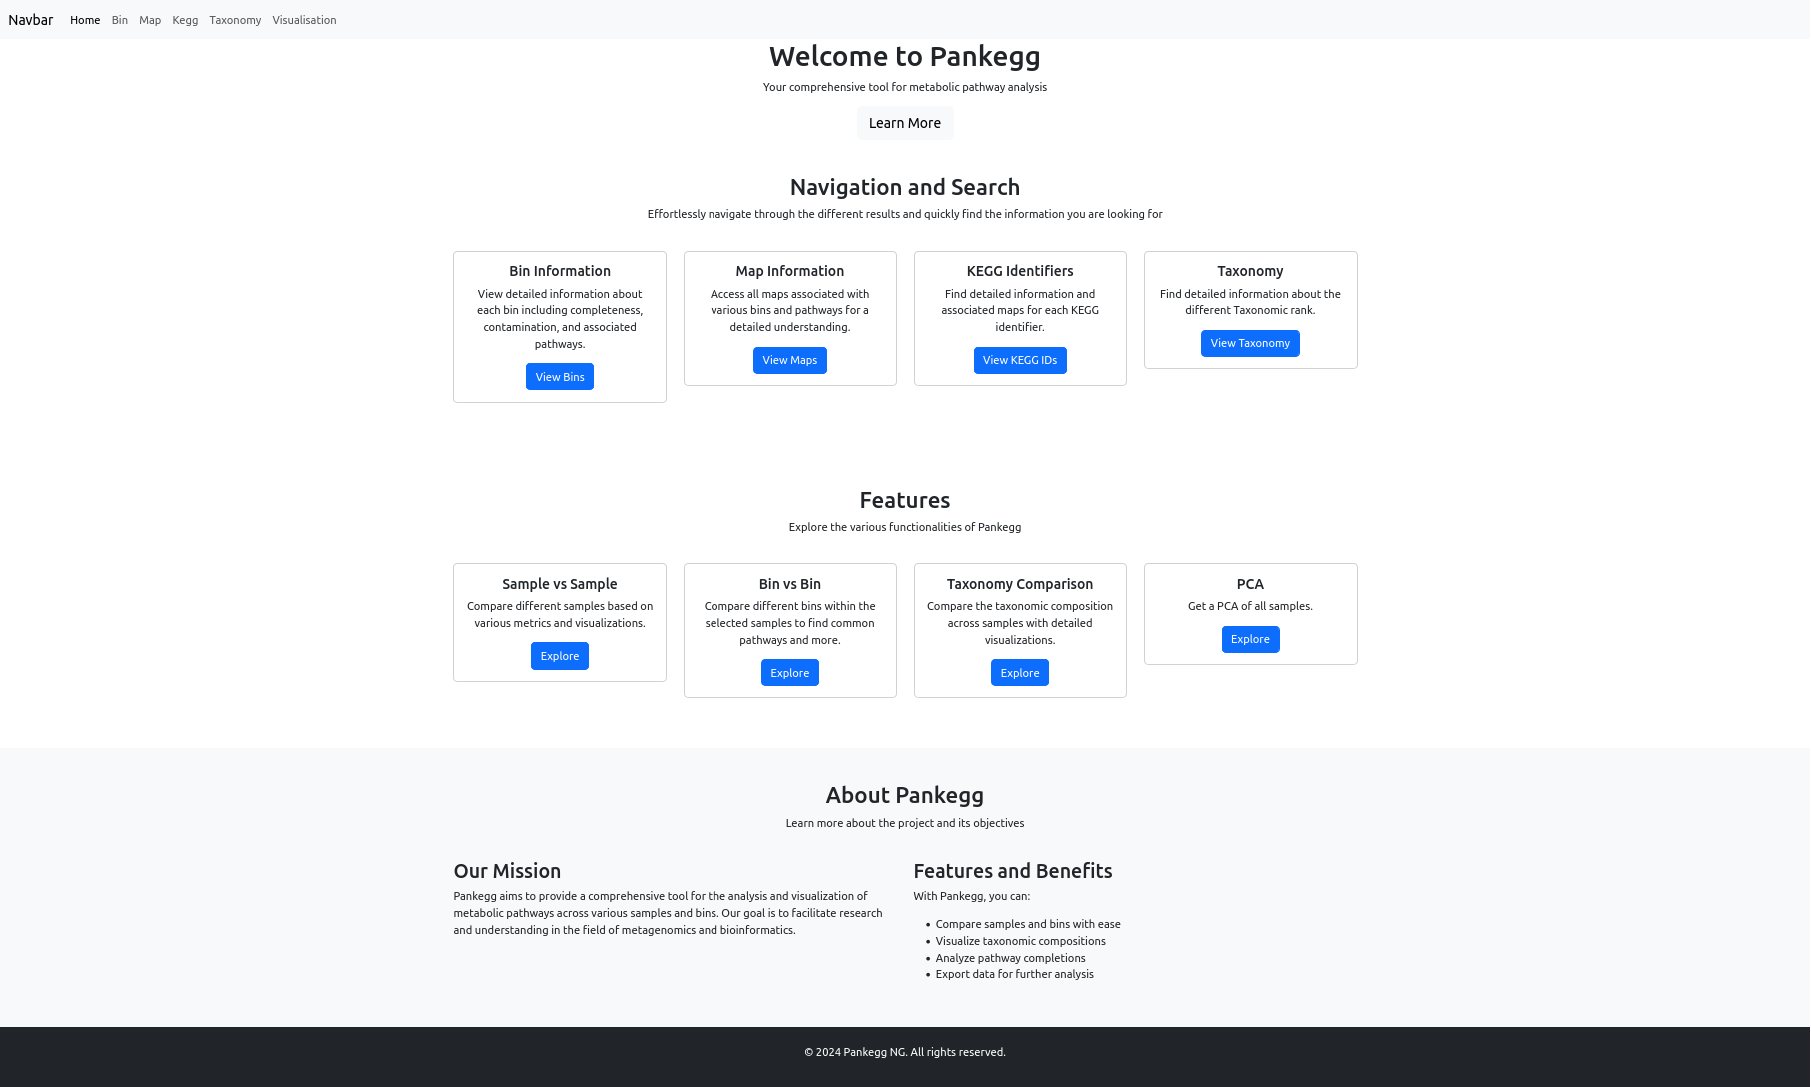 Navbar Home Bin Map Kegg Taxonomy Visualisation
Welcome to Pankegg
Your comprehensive tool for metabolic pathway analysis
Learn More
Navigation and Search
Effortlessly navigate through the different results and quickly find the information you are looking for
Bin Information
View detailed information about
each bin including completeness,
contamination, and associated
pathways.
View Bins
Map Information
Access all maps associated with
various bins and pathways for a
detailed understanding.
View Maps
KEGG Identifiers
Find detailed information and
associated maps for each KEGG
identifier.
View KEGG IDs
Taxonomy
Find detailed information about the
different Taxonomic rank.
View Taxonomy
Features
Explore the various functionalities of Pankegg
Sample vs Sample
Compare different samples based on
various metrics and visualizations.
Explore
Bin vs Bin
Compare different bins within the
selected samples to find common
pathways and more.
Explore
Taxonomy Comparison
Compare the taxonomic composition
across samples with detailed
visualizations.
Explore
PCA
Get a PCA of all samples.
Explore
About Pankegg
Learn more about the project and its objectives
Our Mission
Pankegg aims to provide a comprehensive tool for the analysis and visualization of
metabolic pathways across various samples and bins. Our goal is to facilitate research
and understanding in the field of metagenomics and bioinformatics.
Features and Benefits
With Pankegg, you can:
• Compare samples and bins with ease
• Visualize taxonomic compositions
• Analyze pathway completions
• Export data for further analysis
© 2024 Pankegg NG. All rights reserved.